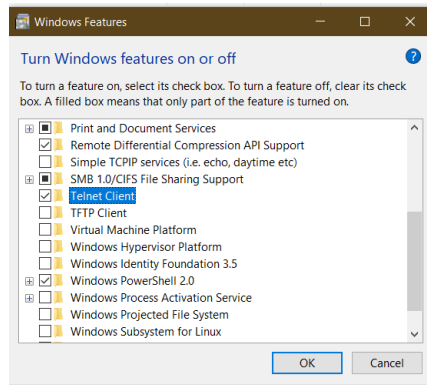 Windows Features
Turn Windows features on or off
?
To turn a feature on, select its check box. To turn a feature off, clear its check
box. A filled box means that only part of the feature is turned on.
Print and Document Services
Remote Differential Compression API Support
Simple TCPIP services (i.e. echo, daytime etc)
SMB 1.0/CIFS File Sharing Support
Telnet Client
TFTP Client
Virtual Machine Platform
Windows Hypervisor Platform
Windows Identity Foundation 3.5
Windows PowerShell 2.0
Windows Process Activation Service
Windows Projected File System
Windows Subsystem for Linux
OK
Cancel